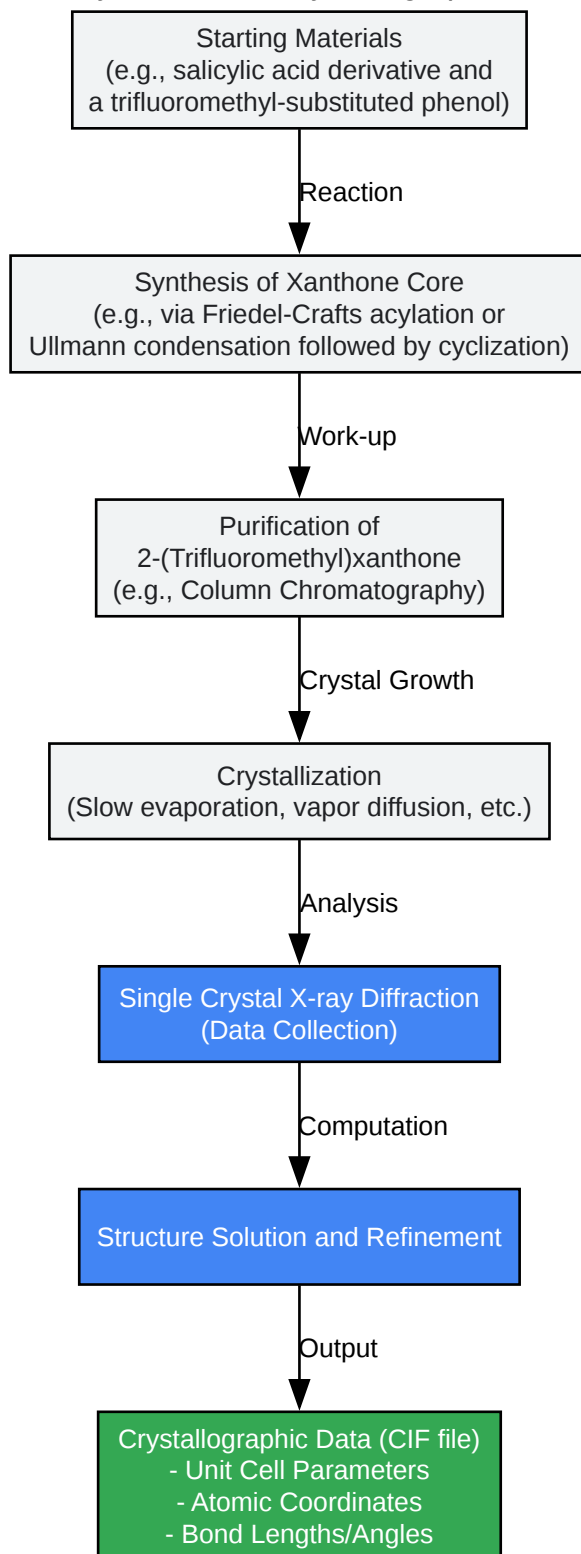 Starting Materials
(e.g., salicylic acid derivative and
a trifluoromethyl-substituted phenol)
Reaction
Synthesis of Xanthone Core
(e.g., via Friedel-Crafts acylation or
Ullmann condensation followed by cyclization)
Work-up
Purification of
2-(Trifluoromethyl)xanthone
(e.g., Column Chromatography)
Crystal Growth
Crystallization
(Slow evaporation, vapor diffusion, etc.)
Analysis
Single Crystal X-ray Diffraction
(Data Collection)
Computation
Structure Solution and Refinement
Output
Crystallographic Data (CIF file)
- Unit Cell Parameters
- Atomic Coordinates
- Bond Lengths/Angles